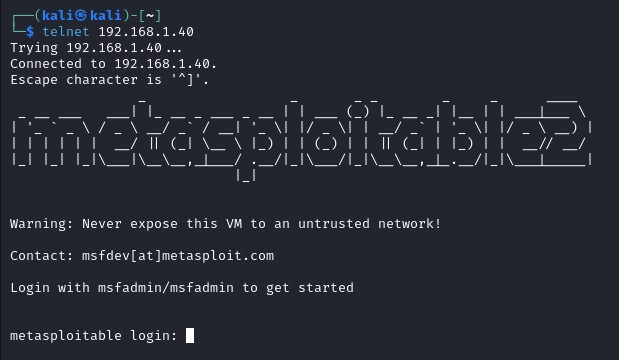 (kali㉿kali)-[~]
$ telnet 192.168.1.40
Trying 192.168.1.40...
Connected to 192.168.1.40.
Escape character is '^]'.
metasploitable2
Warning: Never expose this VM to an untrusted network!
Contact: msfdev[at]metasploit.com
Login with msfadmin/msfadmin to get started
metasploitable login: